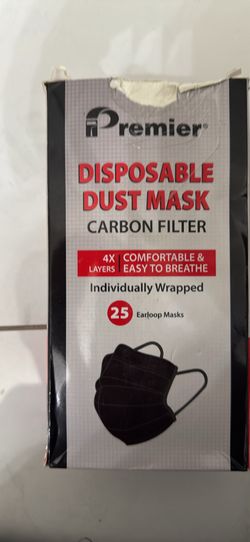 Premier®
DISPOSABLE
DUST MASK
CARBON FILTER
4X
LAYERS
COMFORTABLE &
EASY TO BREATHE
Individually Wrapped
25 Earloop Masks